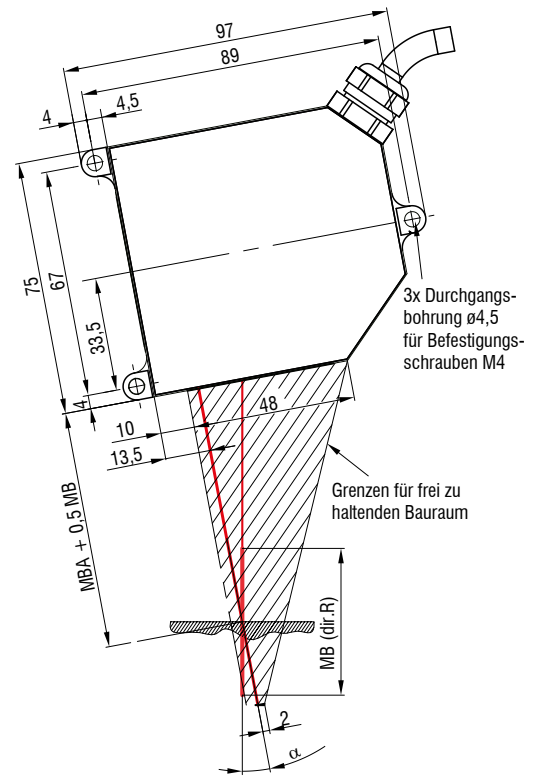 97
89
4
4,5
75
67
33,5
4
3x Durchgangs-
bohrung ø4,5
für Befestigungs-
schrauben M4
10
48
13,5
Grenzen für frei zu
haltenden Bauraum
MBA + 0,5 MB
MB (dir.R)
2
α